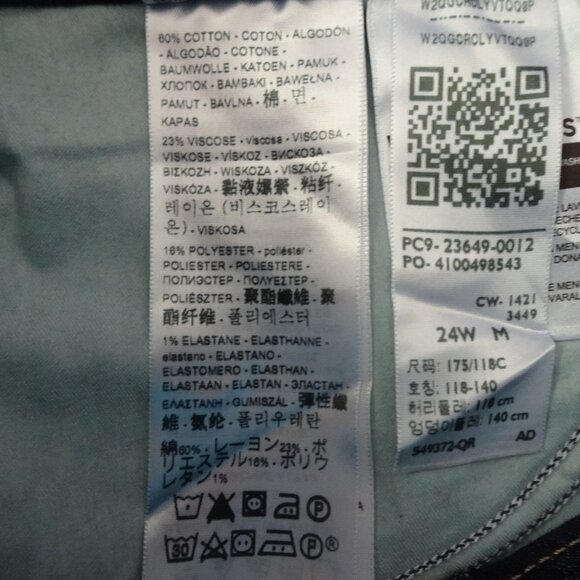 60% COTTON - COTON - ALGODÓN
- ALGODÃO - COTONE -
BAUMWOLLE - KATOEN - PAMUK -
ХЛОПОК - BAMBAKI - BAWEŁNA -
PAMUT - BAVLNA - 棉 - 면 -
KAPAS
23% VISCOSE - viscosa - VISCOSA -
VISKOSE - VÍSKOZ - ВИСКОЗА -
ΒΙΣΚΟΖΗ - WISKOZA - VISZKÓZ -
VISKÓZA - 黏液嫘縈 - 粘纤 -
레이온 (비스코스레이
온) - VISKOSA
16% POLYESTER - poliéster -
POLIESTER - POLIESTERE -
ПОЛИЭСТЕР - ΠΟΛΥΕΣΤΕΡ -
POLIÉSZTER - 聚酯纖維 - 聚
酯纤维 - 폴리에스터
1% ELASTANE - ELASTHANNE -
elastano - ELASTANO -
ELASTOMERO - ELASTHAN -
ELASTAAN - ELASTAN - ЭЛАСТАН -
ΕΛΑΣΤΑΝΗ - GUMISZÁL - 彈性纖
維 - 氨纶 - 폴리우레탄
綿60% - レーヨン23% - ポ
リエステル16% - ポリウ
レタン1%
30
P
P®
W2QGCRCLYVTQQ8P
W2QGCRCLYVTQQ8P
PC9- 23649-0012
PO- 4100498543
CW- 1421
3449
24W M
尺码: 175/118C
호칭: 118-140
허리둘레: 118 cm
엉덩이둘레: 140 cm
S49372-QR AD